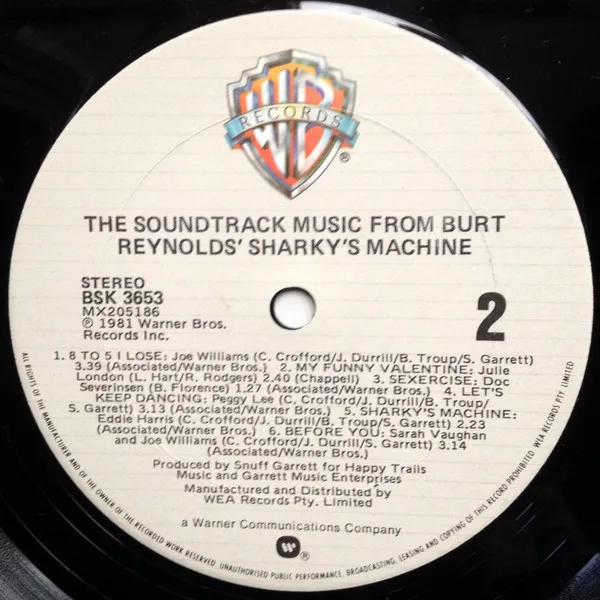 WB
RECORDS
®
THE SOUNDTRACK MUSIC FROM BURT
REYNOLDS' SHARKY'S MACHINE
STEREO
BSK 3653
MX205186
℗ 1981 Warner Bros.
Records Inc.
2
1. 8 TO 5 I LOSE: Joe Williams (C. Crofford/J. Durrill/B. Troup/S. Garrett)
3.39 (Associated/Warner Bros.) 2. MY FUNNY VALENTINE: Julie
London (L. Hart/R. Rodgers) 2.40 (Chappell) 3. SEXERCISE: Doc
Severinsen (B. Florence) 1.27 (Associated/Warner Bros.) 4. LET'S
KEEP DANCING: Peggy Lee (C. Crofford/J. Durrill/B. Troup/
S. Garrett) 3.13 (Associated/Warner Bros.) 5. SHARKY'S MACHINE:
Eddie Harris (C. Crofford/J. Durrill/B. Troup/S. Garrett) 2.23
(Associated/Warner Bros.) 6. BEFORE YOU: Sarah Vaughan
and Joe Williams (C. Crofford/J. Durrill/S. Garrett) 3.14
(Associated/Warner Bros.)
Produced by Snuff Garrett for Happy Trails
Music and Garrett Music Enterprises
Manufactured and Distributed by
WEA Records Pty. Limited
a Warner Communications Company
®
ALL RIGHTS OF THE MANUFACTURER AND OF THE OWNER OF THE RECORDED WORK RESERVED. UNAUTHORISED PUBLIC PERFORMANCE, BROADCASTING, LEASING AND COPYING OF THIS RECORD PROHIBITED. WEA RECORDS PTY. LIMITED